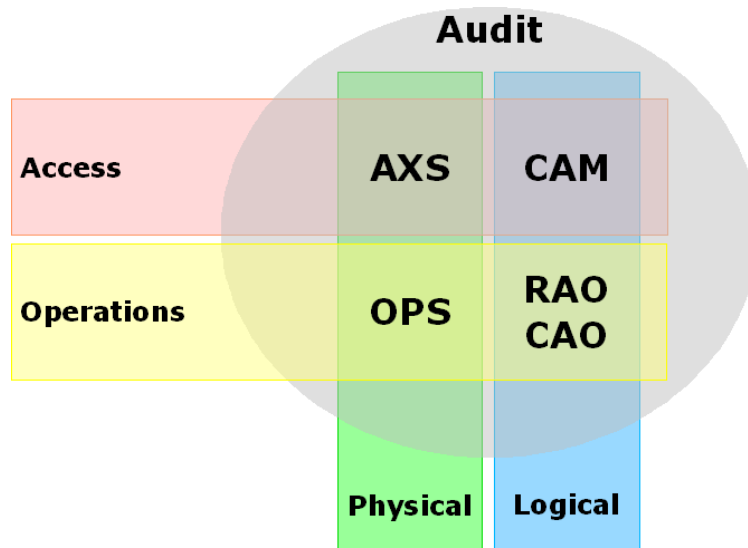 Audit
Access
AXS
CAM
Operations
OPS
RAO
CAO
Physical
Logical